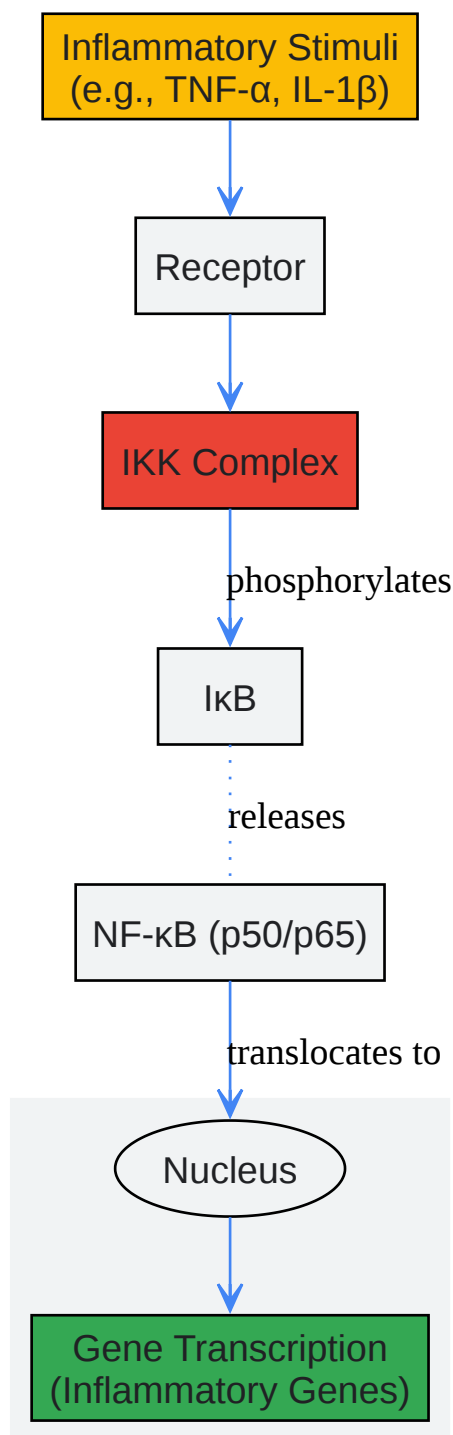 Inflammatory Stimuli
(e.g., TNF-α, IL-1β)
Receptor
IKK Complex
phosphorylates
IκB
releases
NF-κB (p50/p65)
translocates to
Nucleus
Gene Transcription
(Inflammatory Genes)